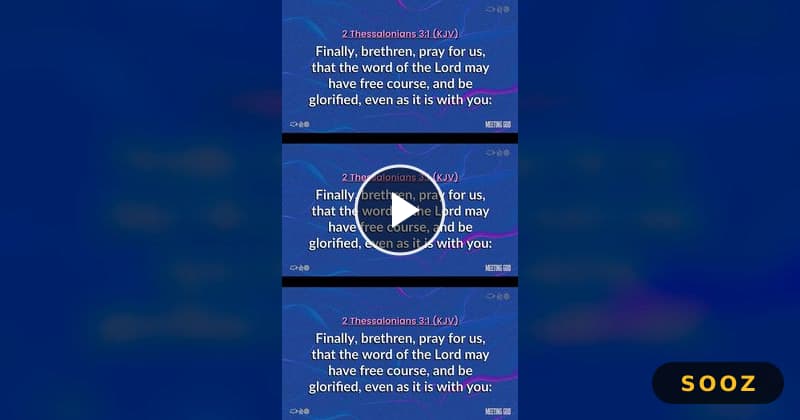 2 Thessalonians 3:1 (KJV)
Finally, brethren, pray for us,
that the word of the Lord may
have free course, and be
glorified, even as it is with you:
MEETING GOD
2 Thessalonians 3:1 (KJV)
Finally, brethren, pray for us,
that the word of the Lord may
have free course, and be
glorified, even as it is with you:
MEETING GOD
2 Thessalonians 3:1 (KJV)
Finally, brethren, pray for us,
that the word of the Lord may
have free course, and be
glorified, even as it is with you:
MEETING GOD
SOOZ